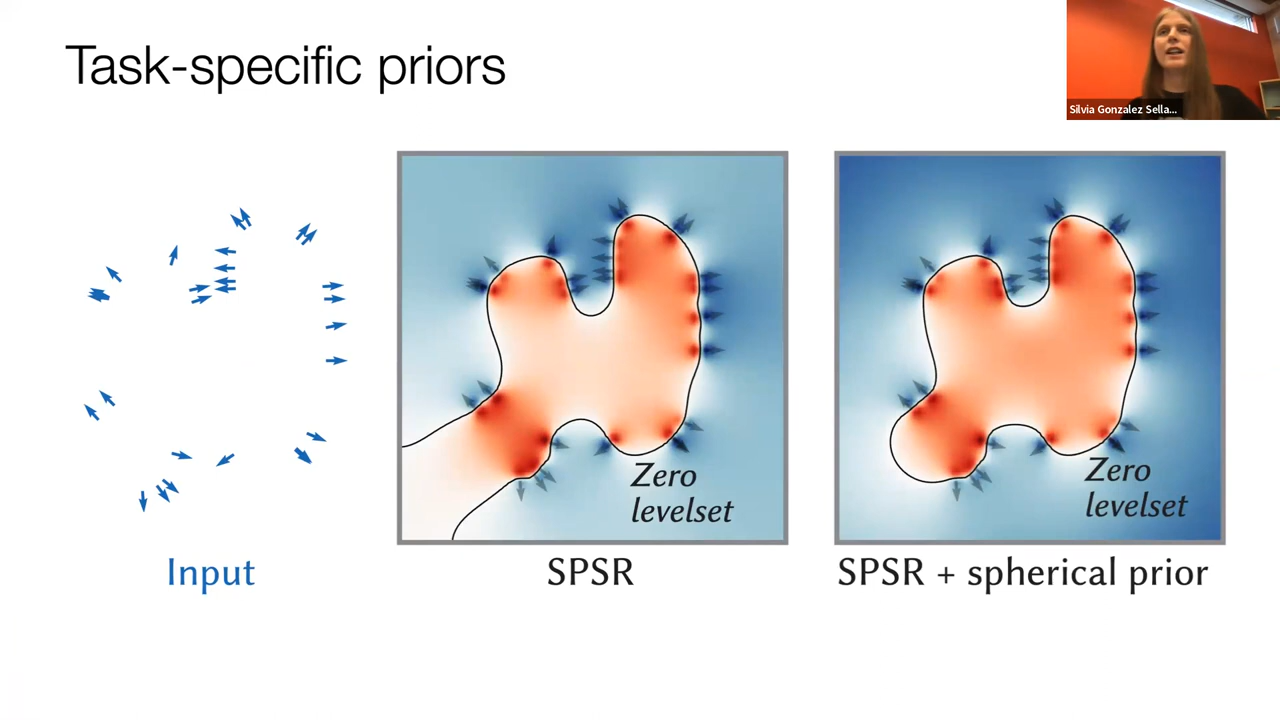 Task-specific priors
Silvia Gonzalez Sella...
Zero
levelset
Zero
levelset
Input
SPSR
SPSR + spherical prior